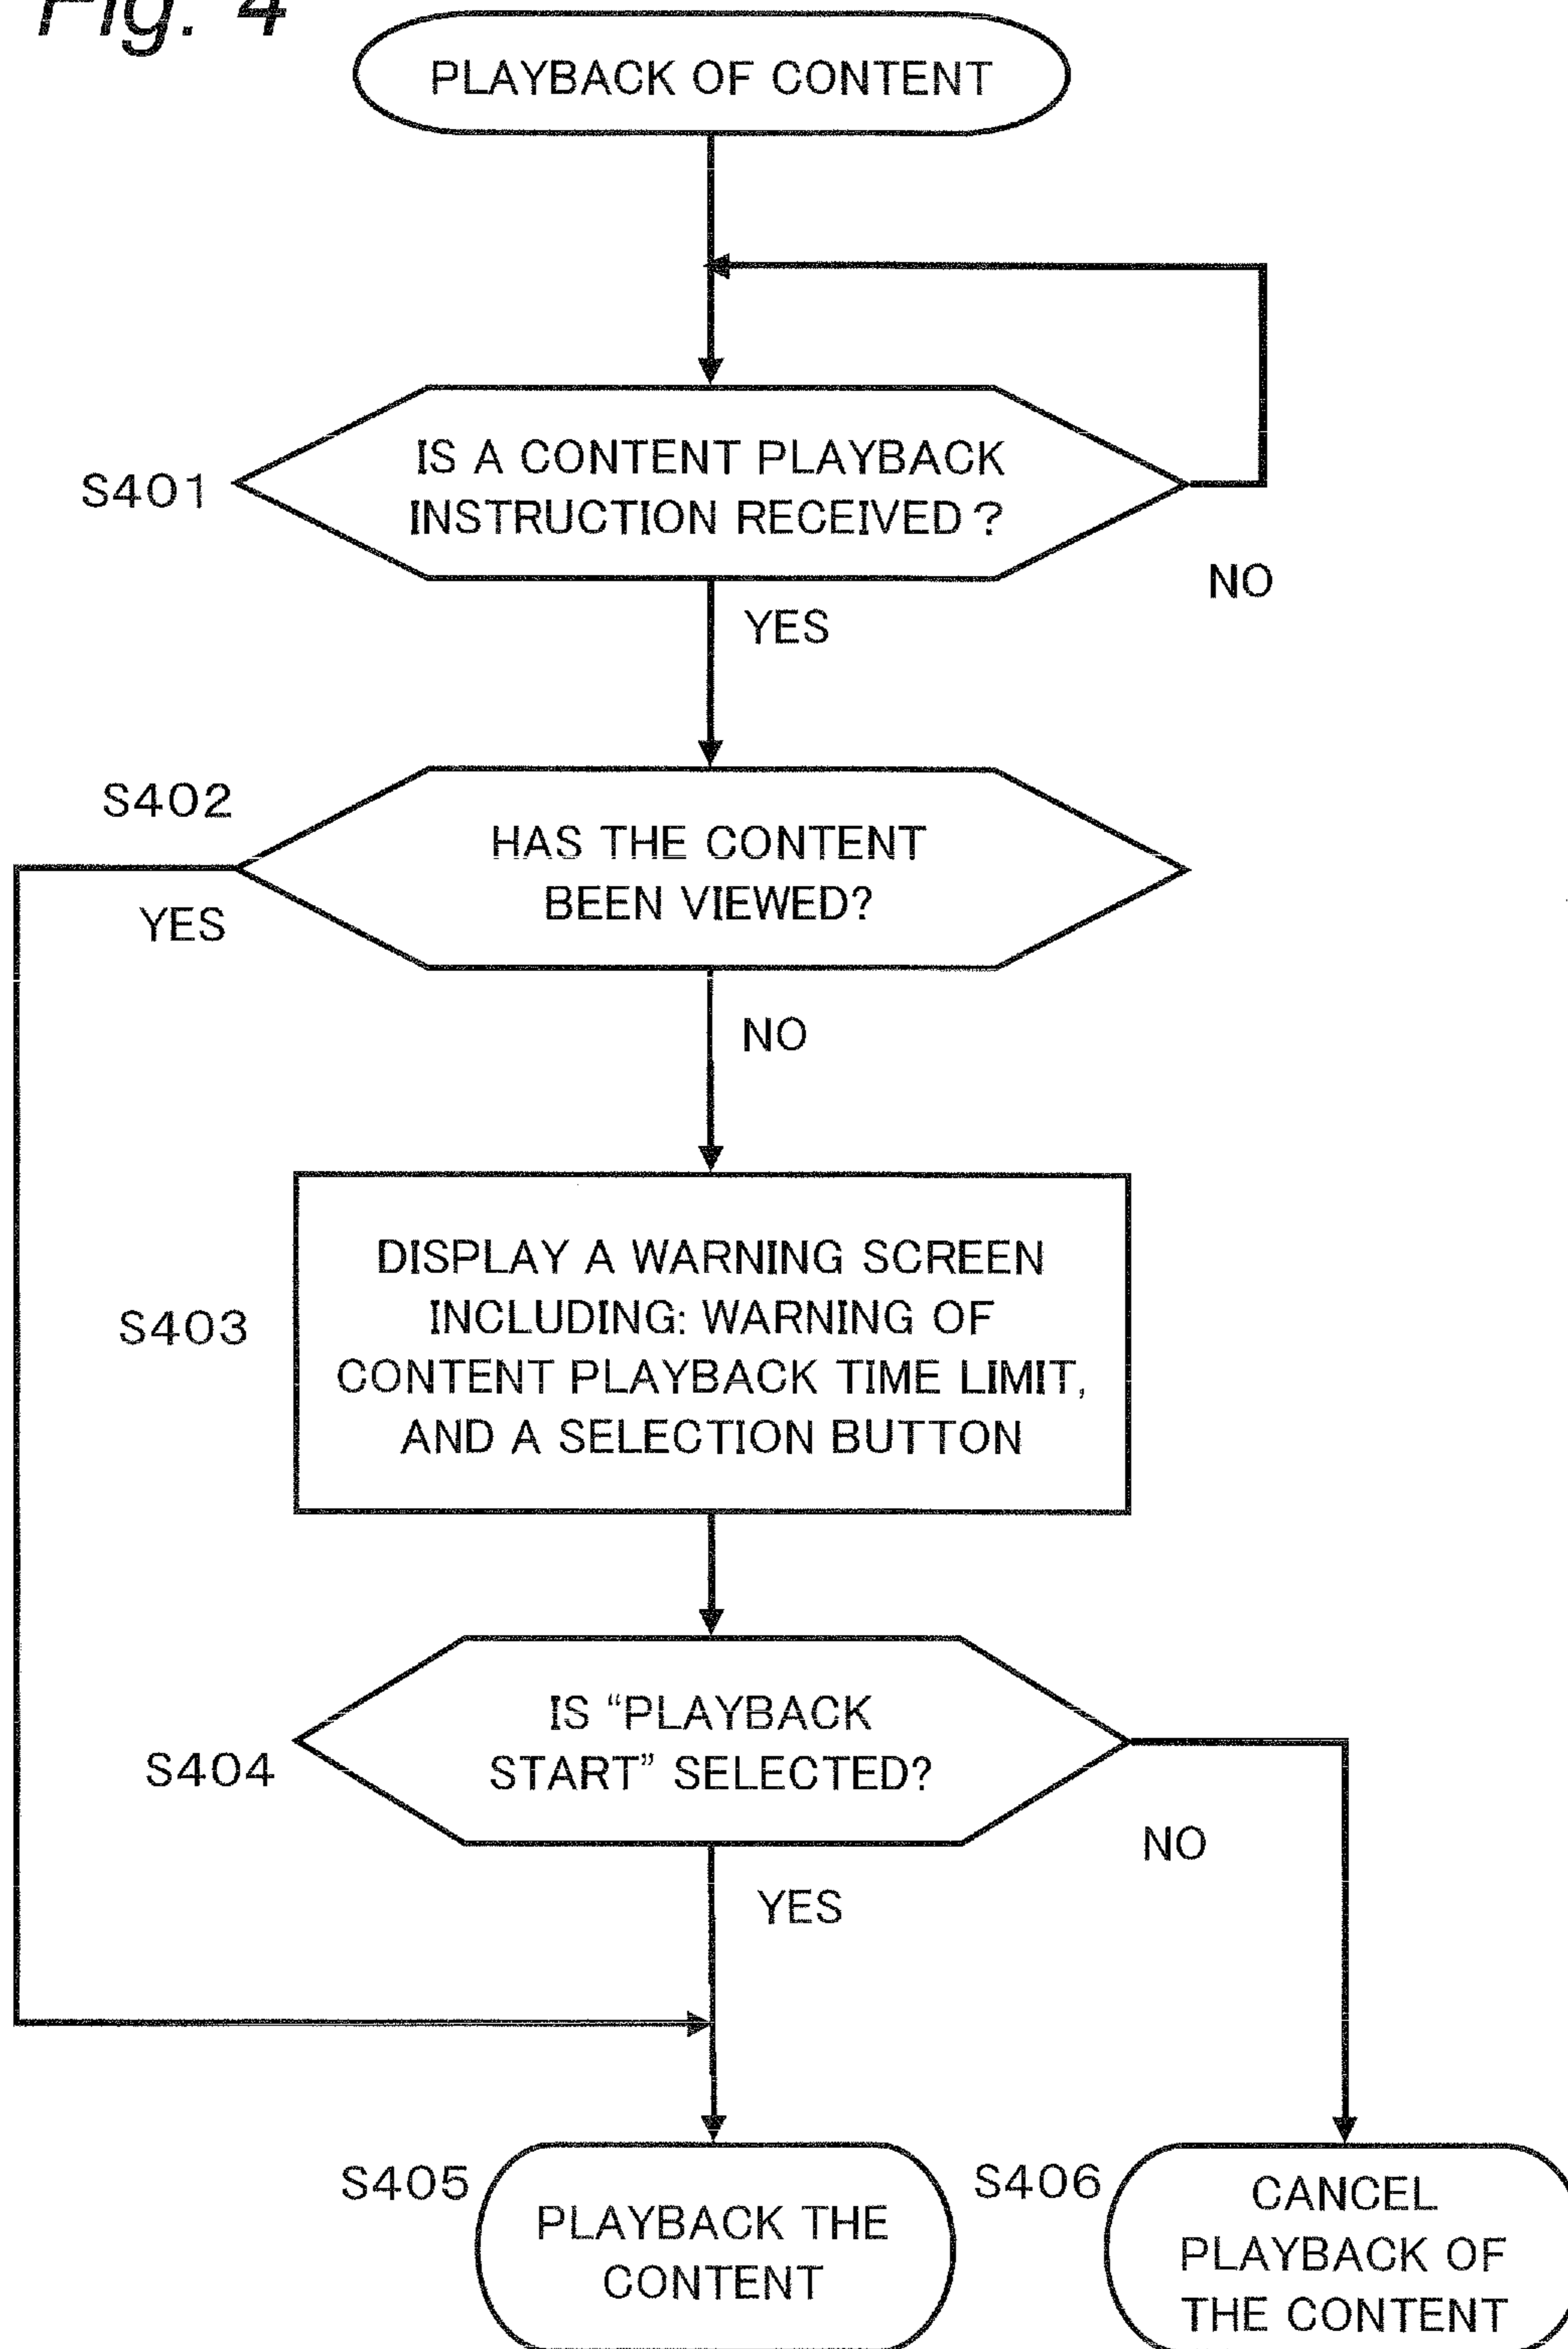 Fig. 4
PLAYBACK OF CONTENT
S401
IS A CONTENT PLAYBACK
INSTRUCTION RECEIVED?
NO
YES
S402
HAS THE CONTENT
BEEN VIEWED?
YES
NO
S403
DISPLAY A WARNING SCREEN
INCLUDING: WARNING OF
CONTENT PLAYBACK TIME LIMIT,
AND A SELECTION BUTTON
S404
IS “PLAYBACK
START” SELECTED?
NO
YES
S405
PLAYBACK THE
CONTENT
S406
CANCEL
PLAYBACK OF
THE CONTENT